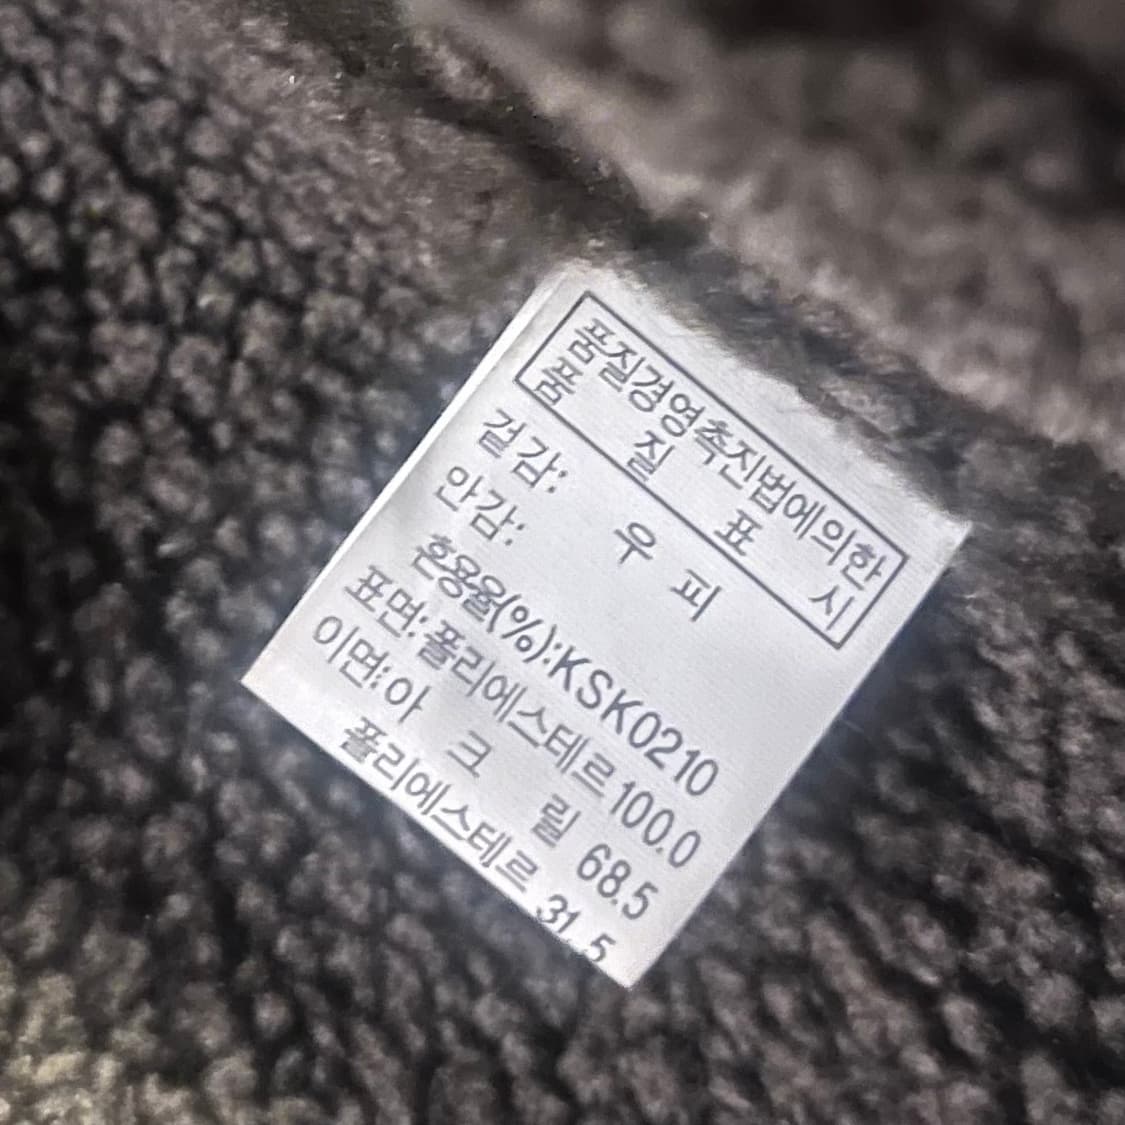 품질경영촉진법에의한
품 질 표 시
겉감: 우 피
안감:
혼용율(%):KSK0210
표면:폴리에스테르100.0
이면:아 크 릴 68.5
폴리에스테르 31.5